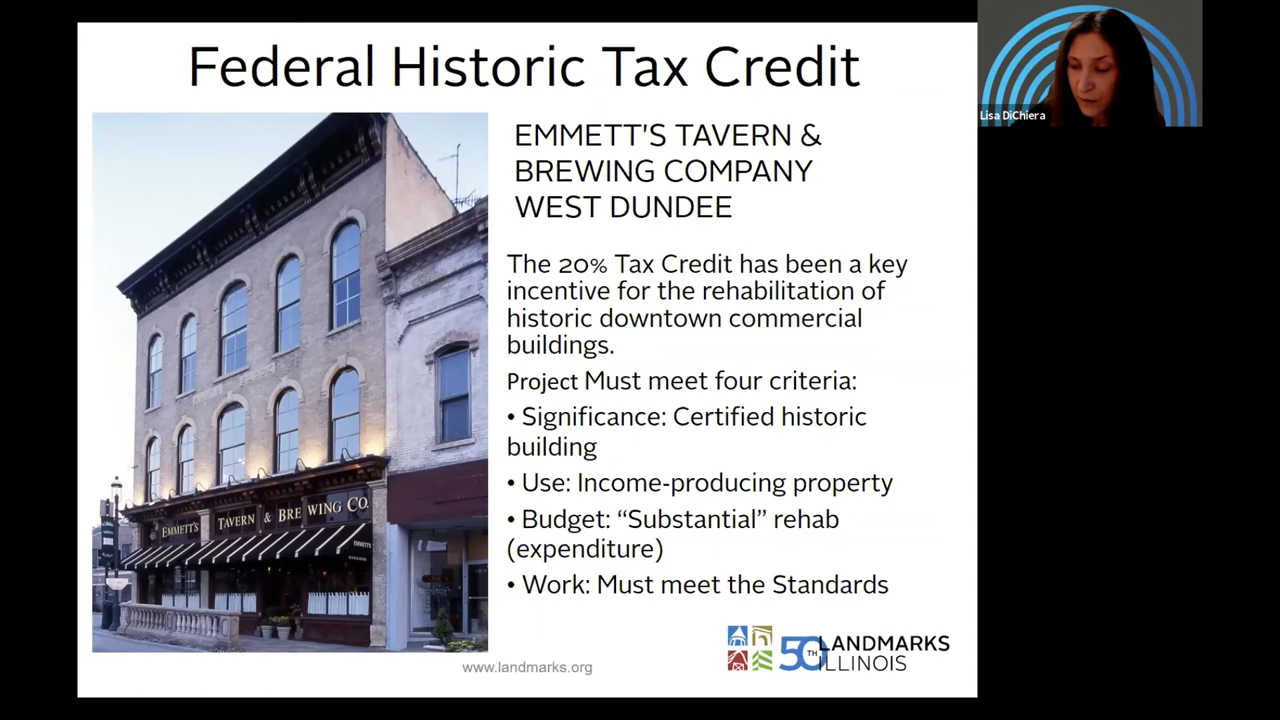 Federal Historic Tax Credit
Lisa DiChiera
EMMETT'S TAVERN &
BREWING COMPANY
WEST DUNDEE
The 20% Tax Credit has been a key
incentive for the rehabilitation of
historic downtown commercial
buildings.
Project Must meet four criteria:
• Significance: Certified historic
building
• Use: Income-producing property
• Budget: “Substantial” rehab
(expenditure)
• Work: Must meet the Standards
EMMETT'S TAVERN & BREWING CO.
EMMETT'S
50TH LANDMARKS
ILLINOIS
www.landmarks.org